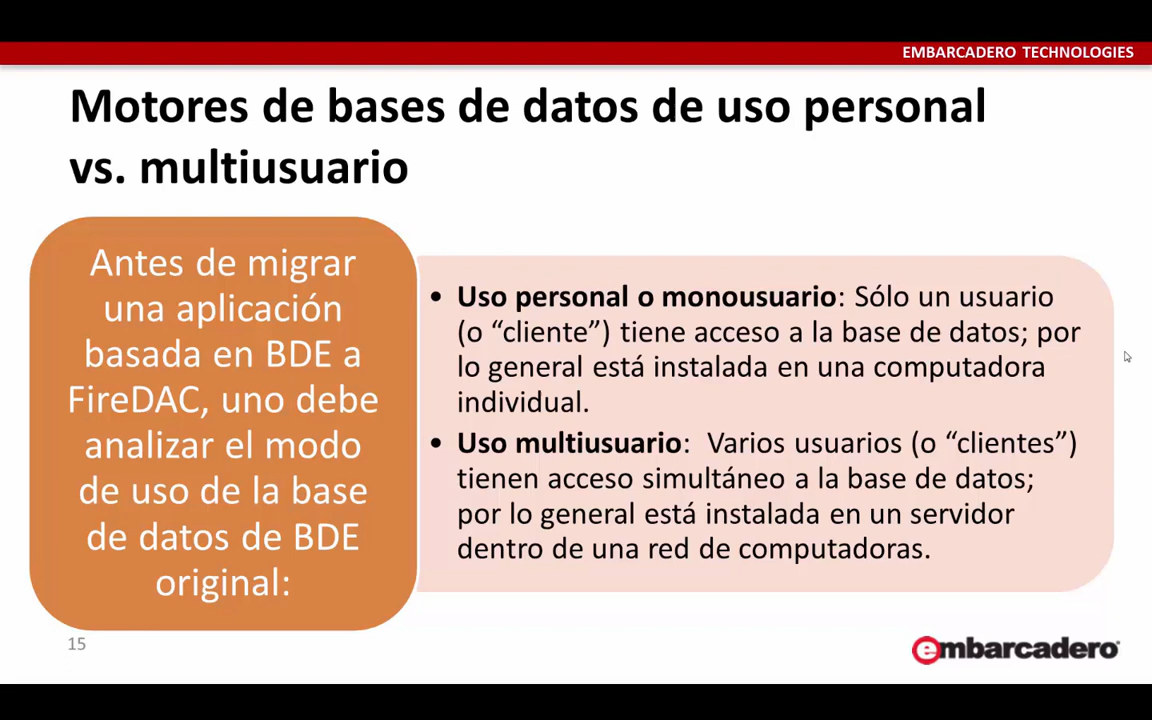 EMBARCADERO TECHNOLOGIES
Motores de bases de datos de uso personal
vs. multiusuario
Antes de migrar
una aplicación
basada en BDE a
FireDAC, uno debe
analizar el modo
de uso de la base
de datos de BDE
original:
• Uso personal o monousuario: Sólo un usuario
(o “cliente”) tiene acceso a la base de datos; por
lo general está instalada en una computadora
individual.
• Uso multiusuario:  Varios usuarios (o “clientes”)
tienen acceso simultáneo a la base de datos;
por lo general está instalada en un servidor
dentro de una red de computadoras.
15
embarcadero